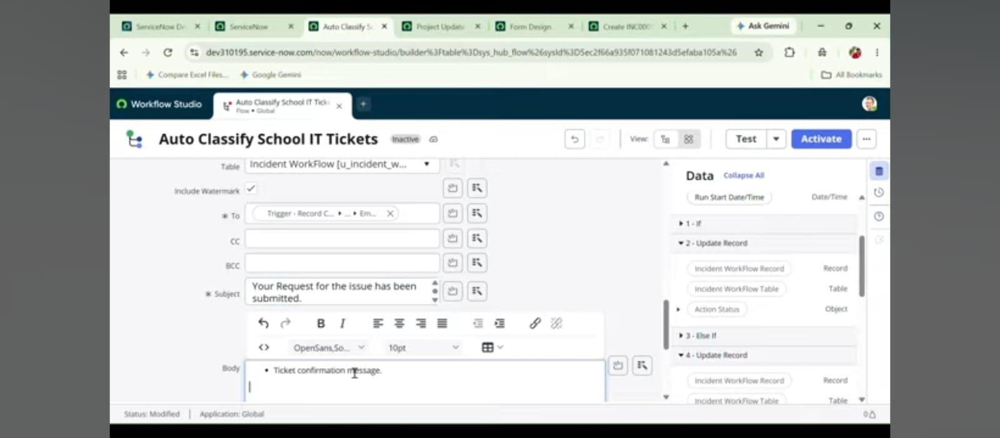 ServiceNow De
ServiceNow
Auto Classify Sc
Project Update
Form Design
Create INC000
Ask Gemini
dev310195.service-now.com/now/workflow-studio/builder%3Ftable%3Dsys_hub_flow%26sysId%3D5ec2f66a935f071081243d5efaba105a%26
Compare Excel Files...
Google Gemini
All Bookmarks
Workflow Studio
Auto Classify School IT Tick
Flow • Global
Auto Classify School IT Tickets
Inactive
View:
Test
Activate
Table
Incident WorkFlow [u_incident_w...
Include Watermark
* To
Trigger - Record C... ▸ ... ▸ Em...
CC
BCC
* Subject
Your Request for the issue has been
submitted.
B I
OpenSans,So...
10pt
Body
• Ticket confirmation message.
Data
Collapse All
Run Start Date/Time
Date/Time
1 - If
2 - Update Record
Incident WorkFlow Record
Record
Incident WorkFlow Table
Table
Action Status
Object
3 - Else If
4 - Update Record
Incident WorkFlow Record
Record
Incident WorkFlow Table
Table
Status: Modified
Application: Global
0